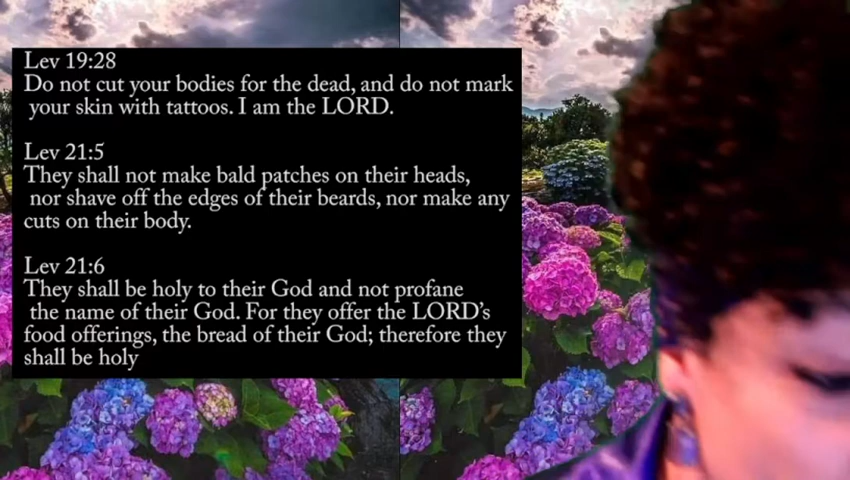 Lev 19:28
Do not cut your bodies for the dead, and do not mark
your skin with tattoos. I am the LORD.
Lev 21:5
They shall not make bald patches on their heads,
nor shave off the edges of their beards, nor make any
cuts on their body.
Lev 21:6
They shall be holy to their God and not profane
the name of their God. For they offer the LORD's
food offerings, the bread of their God; therefore they
shall be holy